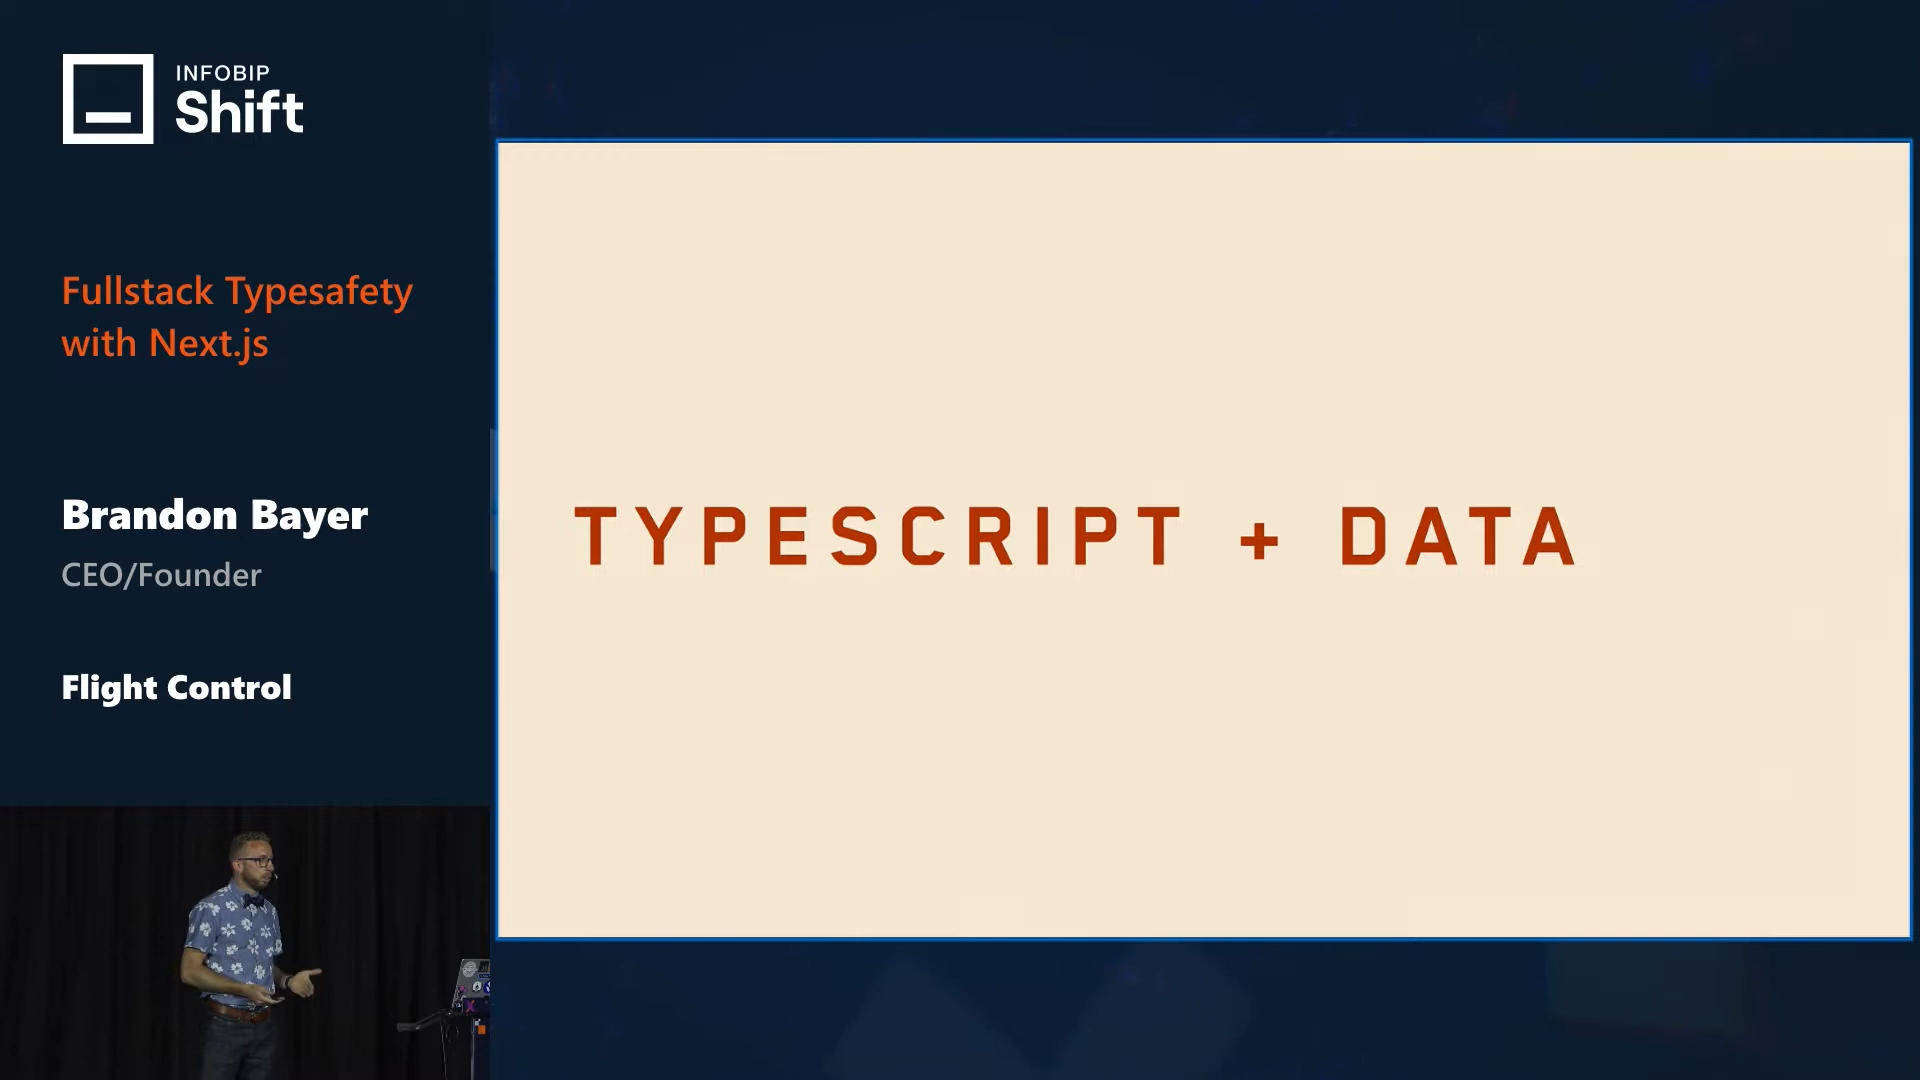 INFOBIP
Shift
Fullstack Typesafety
with Next.js
Brandon Bayer
CEO/Founder
Flight Control
TYPESCRIPT + DATA